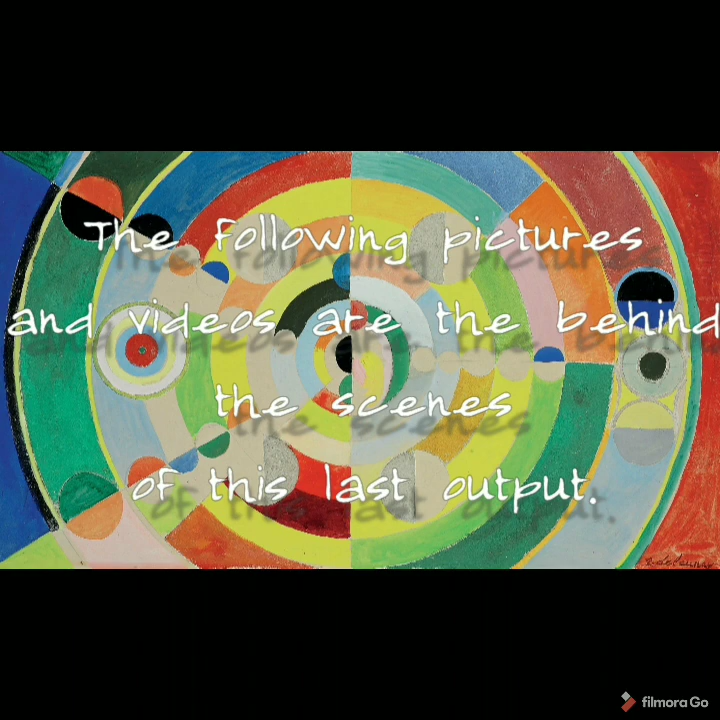 The following pictures
and videos are the behind
the scenes
of this last output.
filmora Go